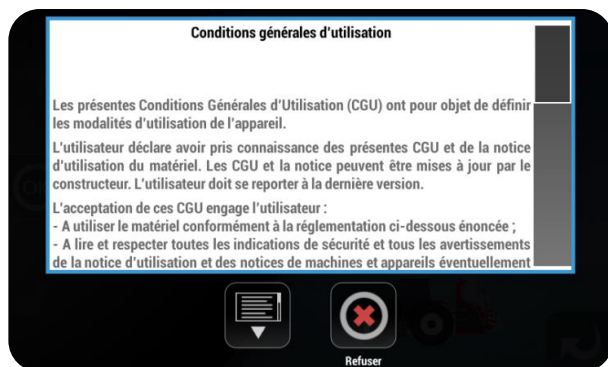 Conditions générales d'utilisation
Les présentes Conditions Générales d'Utilisation (CGU) ont pour objet de définir
les modalités d'utilisation de l'appareil.
L'utilisateur déclare avoir pris connaissance des présentes CGU et de la notice
d'utilisation du matériel. Les CGU et la notice peuvent être mises à jour par le
constructeur. L'utilisateur doit se reporter à la dernière version.
L'acceptation de ces CGU engage l'utilisateur :
- A utiliser le matériel conformément à la réglementation ci-dessous énoncée ;
- A lire et respecter toutes les indications de sécurité et tous les avertissements
de la notice d'utilisation et des notices de machines et appareils éventuellement
Refuser